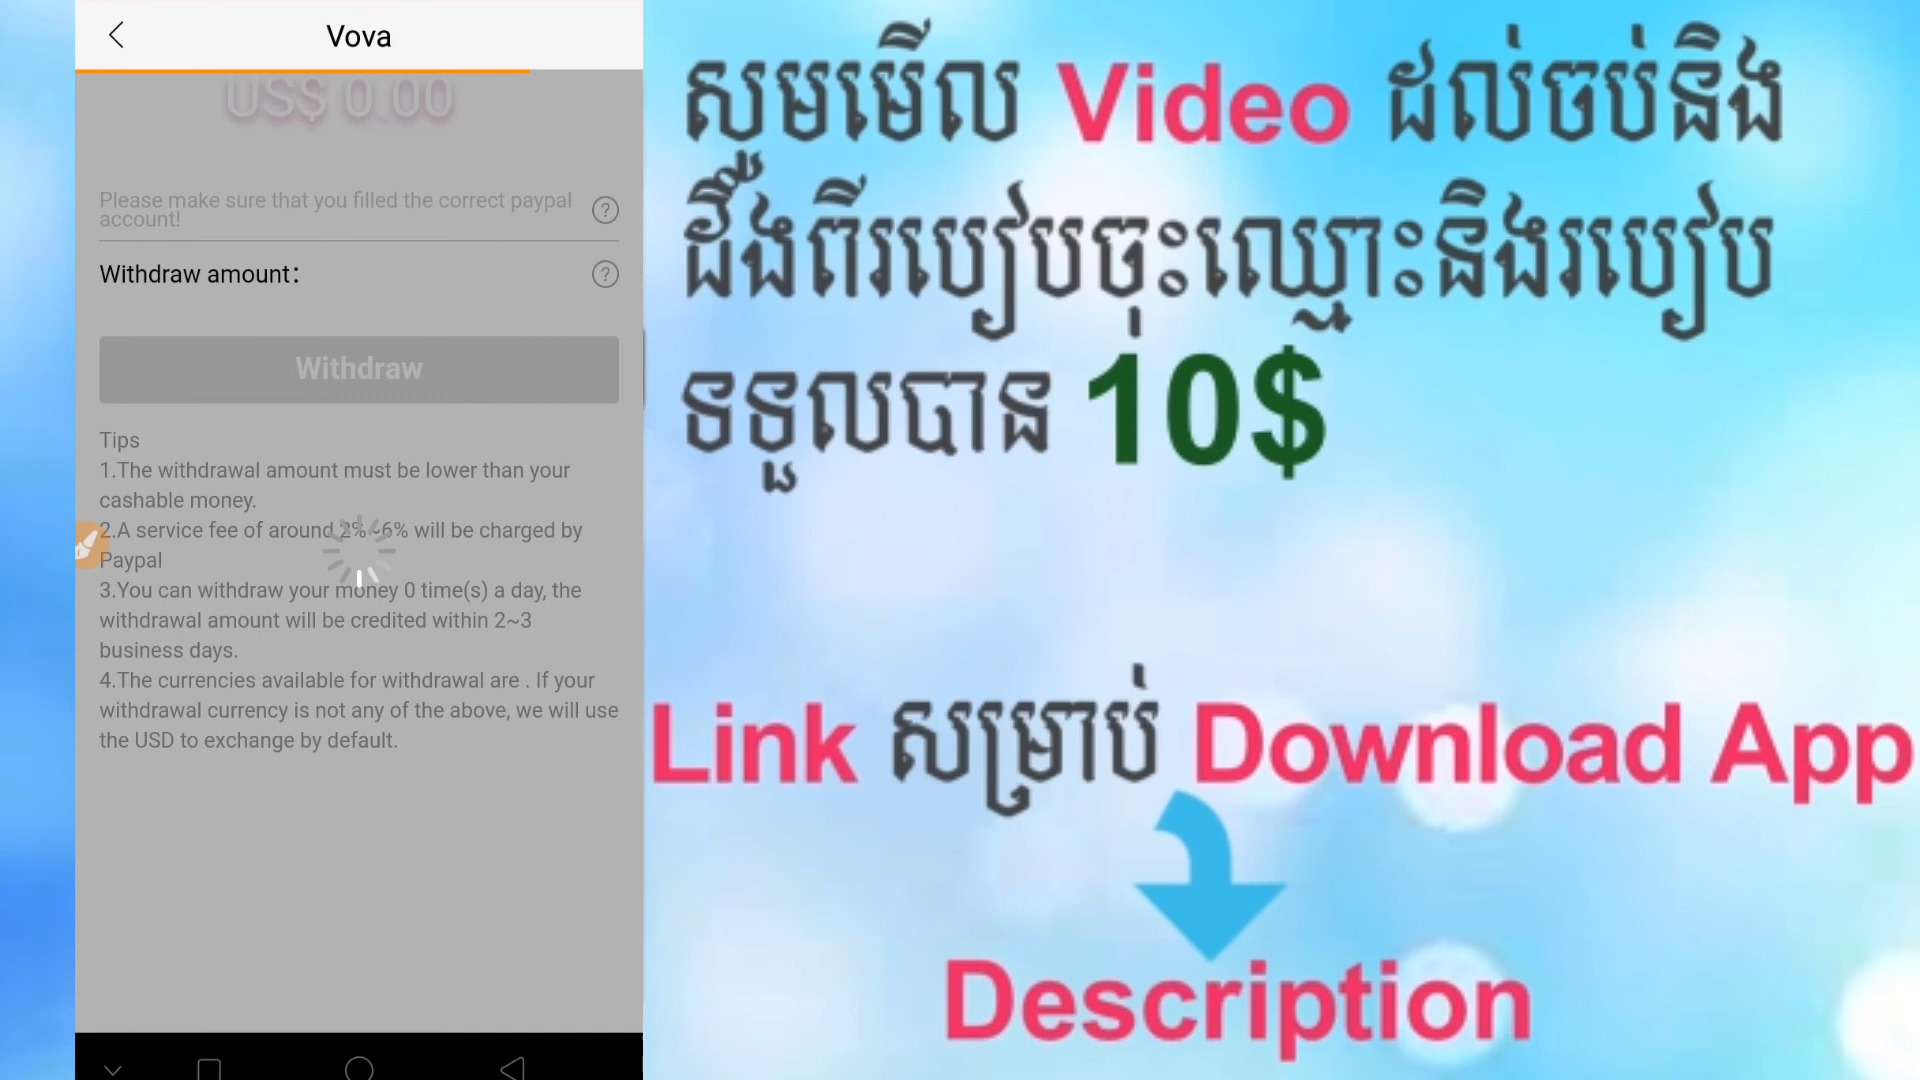 Vova
US$ 0.00
Please make sure that you filled the correct paypal
account!
Withdraw amount:
Withdraw
Tips
1.The withdrawal amount must be lower than your
cashable money.
2.A service fee of around 2%~6% will be charged by
Paypal
3.You can withdraw your money 0 time(s) a day, the
withdrawal amount will be credited within 2~3
business days.
4.The currencies available for withdrawal are . If your
withdrawal currency is not any of the above, we will use
the USD to exchange by default.
សូមមើល Video ដល់ចប់និង
ដឹងពីរបៀបចុះឈ្មោះនិងរបៀប
ទទួលបាន 10$
Link សម្រាប់ Download App
Description